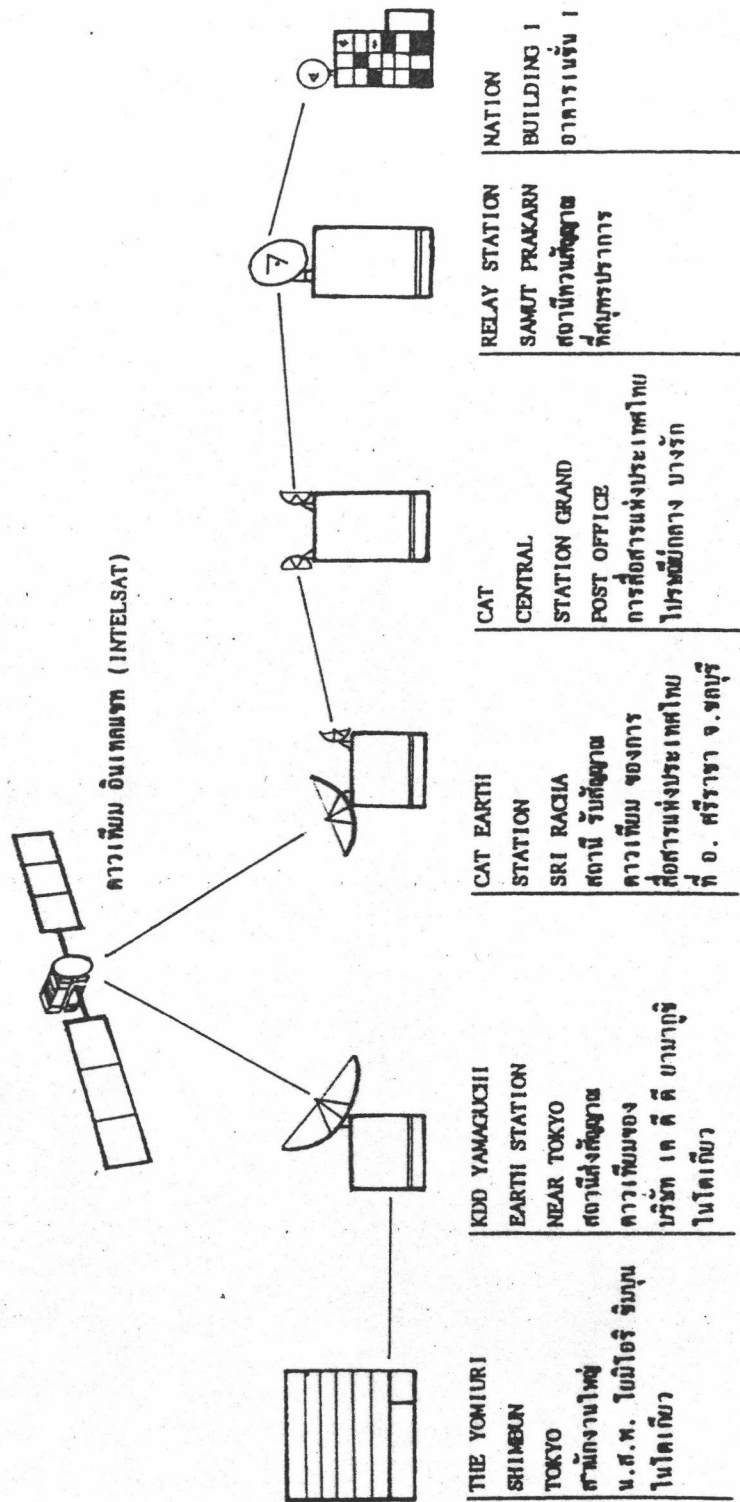 ดาวเทียม อินเทลแซท (INTELSAT)
THE YOMIURI
SHIMBUN
TOKYO
สำนักงานใหญ่
น.ส.พ. โยมิโอริ ชิมบุน
ในโตเกียว
KDD YAMAGUCHI
EARTH STATION
NEAR TOKYO
สถานีส่งสัญญาณ
ดาวเทียมของ
บริษัท เค ดี ดี ยามากูชิ
ในโตเกียว
CAT EARTH
STATION
SRI RACHA
สถานี รับสัญญาณ
ดาวเทียม ของการ
สื่อสารแห่งประเทศไทย
ที่ อ. ศรีราชา จ.ชลบุรี
CAT
CENTRAL
STATION GRAND
POST OFFICE
การสื่อสารแห่งประเทศไทย
ไปรษณีย์กลาง บางรัก
RELAY STATION
SAMUT PRAKARN
สถานีทวนสัญญาณ
ที่สมุทรปราการ
NATION
BUILDING 1
อาคารเนชั่น 1